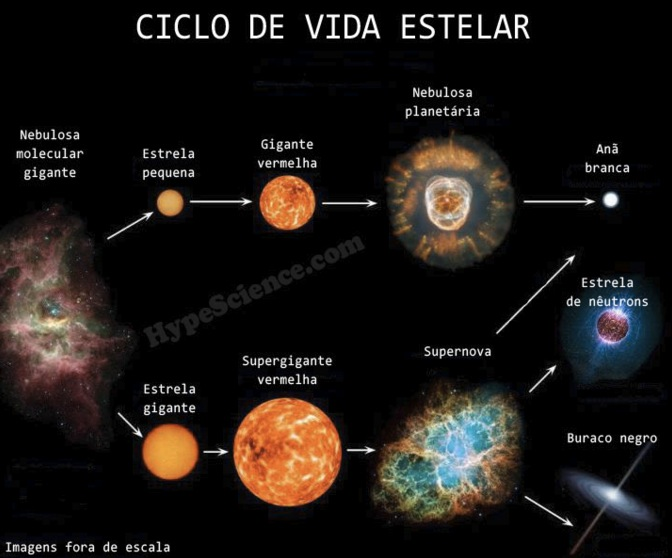 CICLO DE VIDA ESTELAR
Nebulosa
molecular
gigante
Estrela
pequena
Gigante
vermelha
Nebulosa
planetária
Anã
branca
HypeScience.com
Estrela
de nêutrons
Estrela
gigante
Supergigante
vermelha
Supernova
Buraco negro
Imagens fora de escala